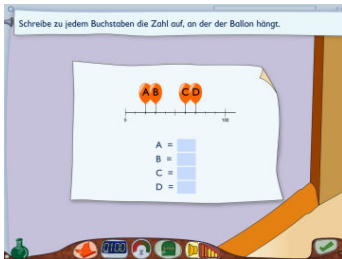 Schreibe zu jedem Buchstaben die Zahl auf, an der der Ballon hängt.
A B C D
0 100
A =
B =
C =
D =